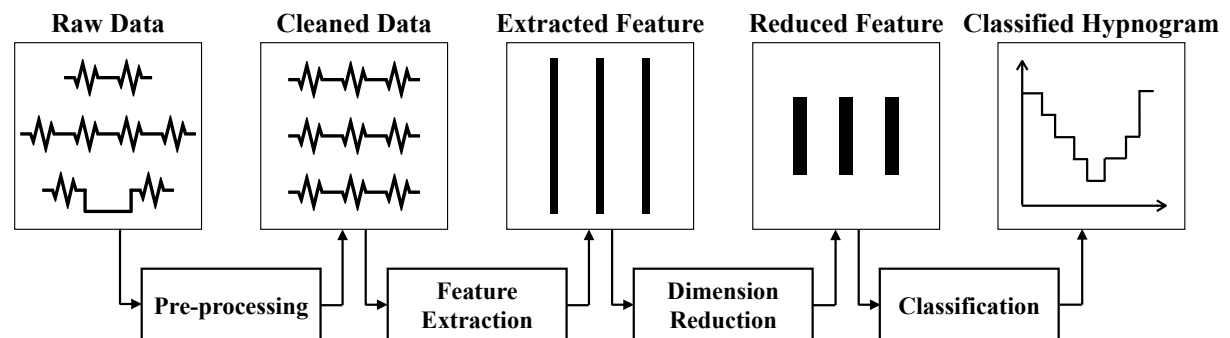 Raw Data
Cleaned Data
Extracted Feature
Reduced Feature
Classified Hypnogram
Pre-processing
Feature
Extraction
Dimension
Reduction
Classification